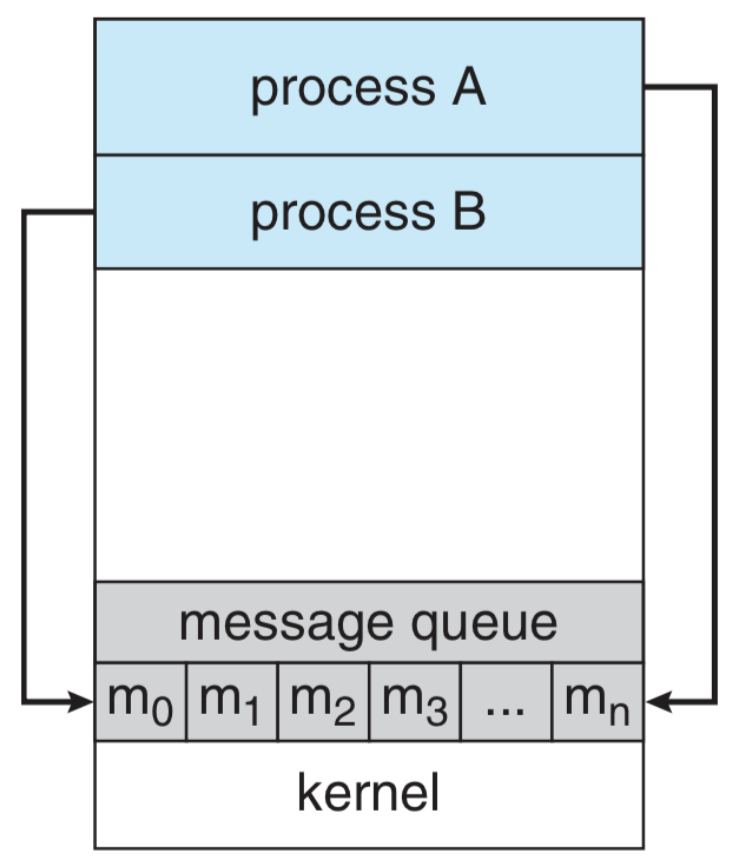 process A
process B
message queue
m₀ m₁ m₂ m₃ ... mₙ
kernel